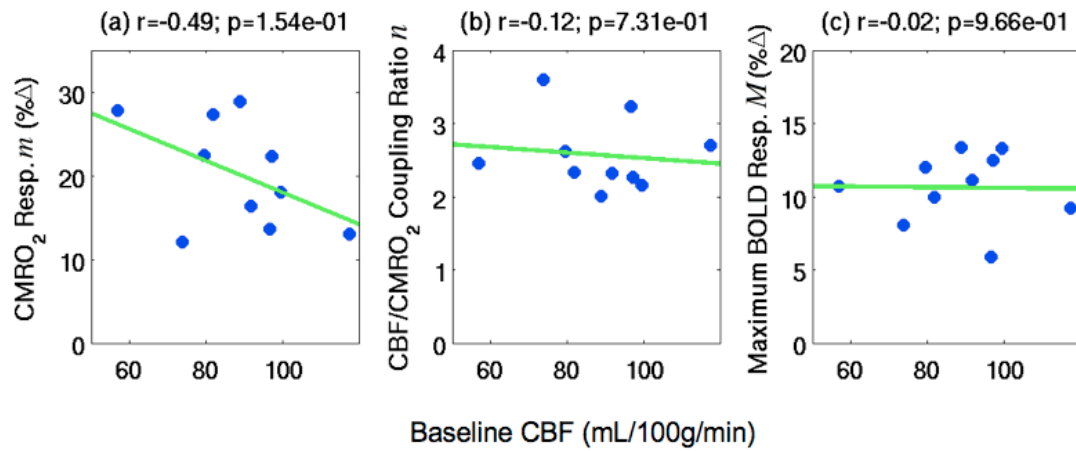 (a) r=-0.49; p=1.54e-01
CMRO₂ Resp. m (%Δ)
30
20
10
0
60 80 100
(b) r=-0.12; p=7.31e-01
CBF/CMRO₂ Coupling Ratio n
4
3
2
1
0
60 80 100
(c) r=-0.02; p=9.66e-01
Maximum BOLD Resp. M (%Δ)
20
15
10
5
0
60 80 100
Baseline CBF (mL/100g/min)